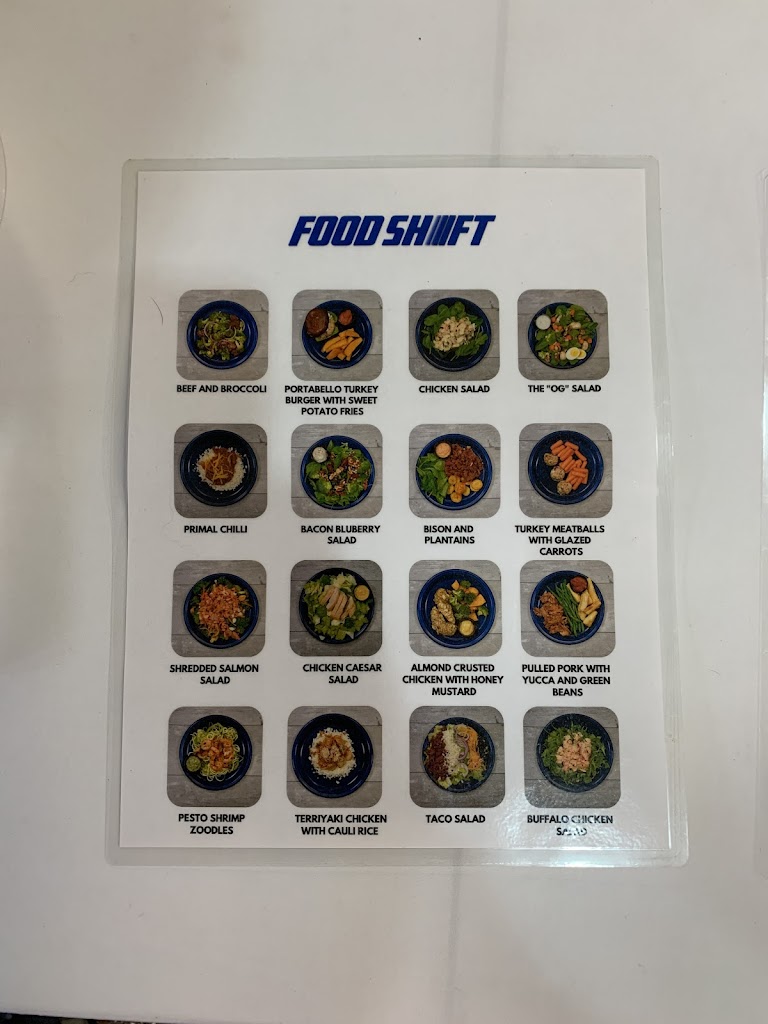 FOOD SHIIFT
BEEF AND BROCCOLI
PORTABELLO TURKEY
BURGER WITH SWEET
POTATO FRIES
CHICKEN SALAD
THE "OG" SALAD
PRIMAL CHILLI
BACON BLUBERRY
SALAD
BISON AND
PLANTAINS
TURKEY MEATBALLS
WITH GLAZED
CARROTS
SHREDDED SALMON
SALAD
CHICKEN CAESAR
SALAD
ALMOND CRUSTED
CHICKEN WITH HONEY
MUSTARD
PULLED PORK WITH
YUCCA AND GREEN
BEANS
PESTO SHRIMP
ZOODLES
TERRIYAKI CHICKEN
WITH CAULI RICE
TACO SALAD
BUFFALO CHICKEN
SALAD